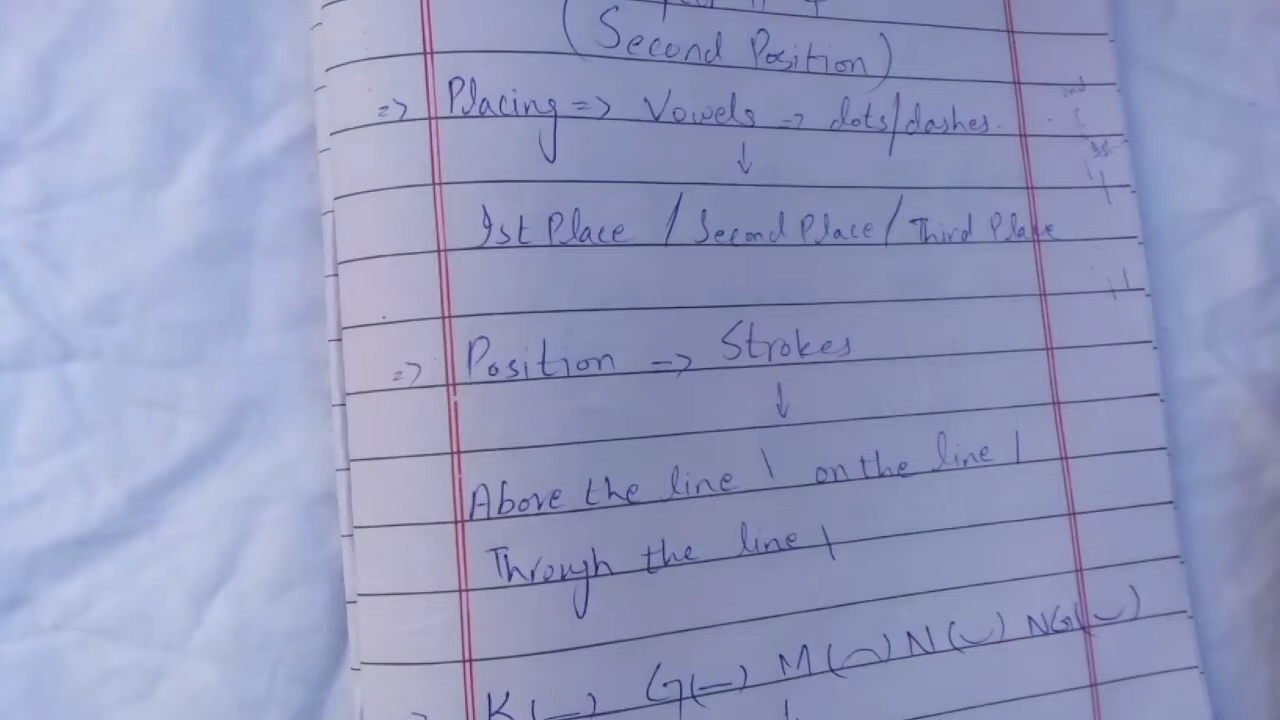 (Second Position)
=> Placing => Vowels -> dots/dashes.
↓
1st Place / Second Place / Third Place
=> Position -> Strokes
↓
Above the line \ on the line |
Through the line \
=> K(—) G(—) M(⌒) N(‿) NG(‿)
↓